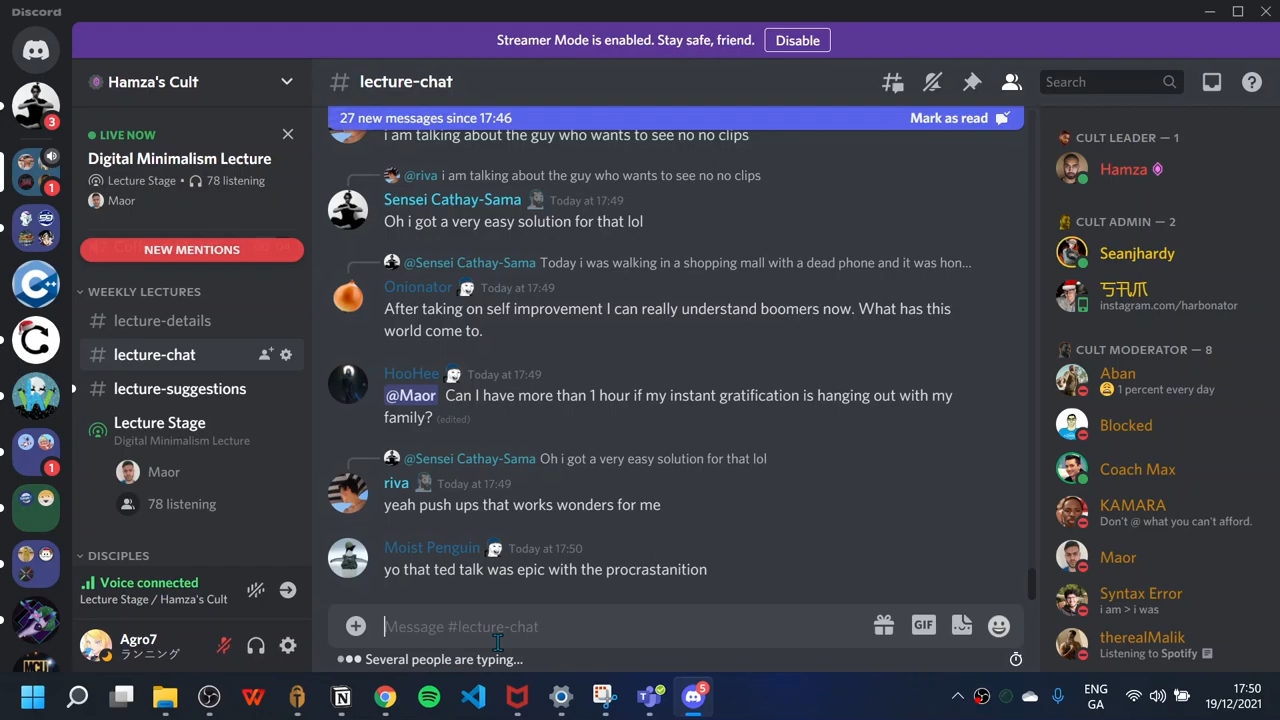 Discord
Streamer Mode is enabled. Stay safe, friend.
Disable
Hamza's Cult
LIVE NOW
Digital Minimalism Lecture
Lecture Stage • 78 listening
Maor
NEW MENTIONS
WEEKLY LECTURES
# lecture-details
# lecture-chat
# lecture-suggestions
Lecture Stage
Digital Minimalism Lecture
Maor
78 listening
DISCIPLES
Voice connected
Lecture Stage / Hamza's Cult
Agro7
ランニング
3
1
1
# lecture-chat
Search
27 new messages since 17:46
Mark as read
i am talking about the guy who wants to see no no clips
@riva i am talking about the guy who wants to see no no clips
Sensei Cathay-Sama Today at 17:49
Oh i got a very easy solution for that lol
@Sensei Cathay-Sama Today i was walking in a shopping mall with a dead phone and it was hon...
Onionator Today at 17:49
After taking on self improvement I can really understand boomers now. What has this
world come to.
HooHee Today at 17:49
@Maor Can I have more than 1 hour if my instant gratification is hanging out with my
family? (edited)
@Sensei Cathay-Sama Oh i got a very easy solution for that lol
riva Today at 17:49
yeah push ups that works wonders for me
Moist Penguin Today at 17:50
yo that ted talk was epic with the procrastanition
Message #lecture-chat
GIF
Several people are typing...
CULT LEADER — 1
Hamza
CULT ADMIN — 2
Seanjhardy
instagram.com/harbonator
CULT MODERATOR — 8
Aban
1 percent every day
Blocked
Coach Max
KAMARA
Don't @ what you can't afford.
Maor
Syntax Error
i am > i was
therealMalik
Listening to Spotify
MCU
5
ENG
GA
17:50
19/12/2021